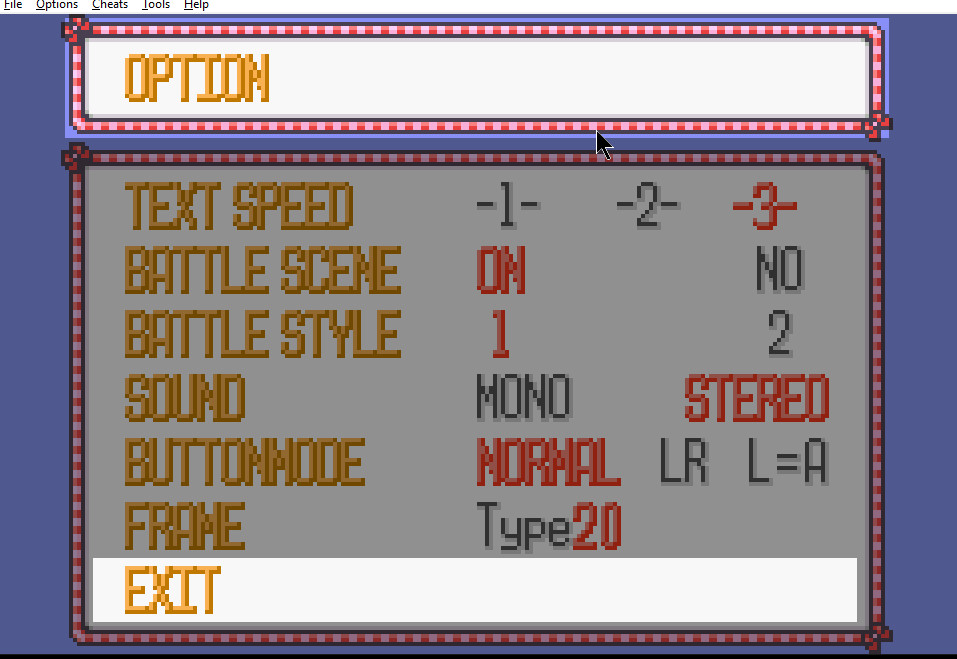 File Options Cheats Tools Help
OPTION
TEXT SPEED -1- -2- -3-
BATTLE SCENE ON NO
BATTLE STYLE 1 2
SOUND MONO STEREO
BUTTONMODE NORMAL LR L=A
FRAME Type20
EXIT